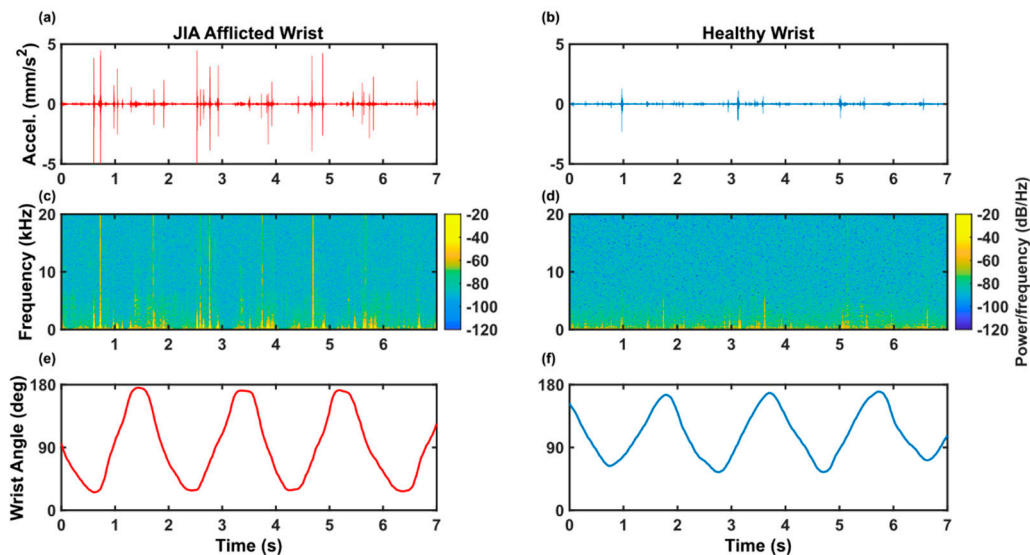 (a)
JIA Afflicted Wrist
(b)
Healthy Wrist
Accel. (mm/s2)
5
0
-5
0 1 2 3 4 5 6 7
5
0
-5
0 1 2 3 4 5 6 7
(c)
Frequency (kHz)
20
10
0
0 1 2 3 4 5 6 7
-20
-40
-60
-80
-100
-120
(d)
20
10
0
0 1 2 3 4 5 6 7
-20
-40
-60
-80
-100
-120
Power/frequency (dB/Hz)
(e)
Wrist Angle (deg)
180
90
0
0 1 2 3 4 5 6 7
Time (s)
(f)
180
90
0
0 1 2 3 4 5 6 7
Time (s)